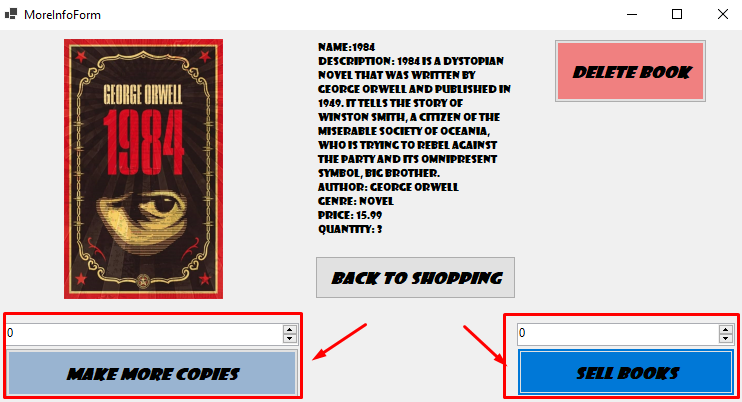 MoreInfoForm
GEORGE ORWELL
1984
NAME:1984
DESCRIPTION: 1984 IS A DYSTOPIAN
NOVEL THAT WAS WRITTEN BY
GEORGE ORWELL AND PUBLISHED IN
1949. IT TELLS THE STORY OF
WINSTON SMITH, A CITIZEN OF THE
MISERABLE SOCIETY OF OCEANIA,
WHO IS TRYING TO REBEL AGAINST
THE PARTY AND ITS OMNIPRESENT
SYMBOL, BIG BROTHER.
AUTHOR: GEORGE ORWELL
GENRE: NOVEL
PRICE: 15.99
QUANTITY: 3
DELETE BOOK
BACK TO SHOPPING
0
MAKE MORE COPIES
0
SELL BOOKS